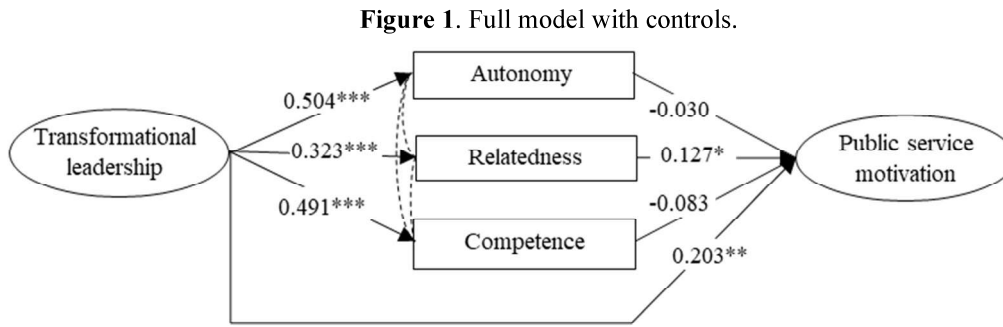 Figure 1. Full model with controls.
Autonomy
0.504***
-0.030
Transformational
leadership
0.323***
Relatedness
0.127*
Public service
motivation
0.491***
-0.083
Competence
0.203**